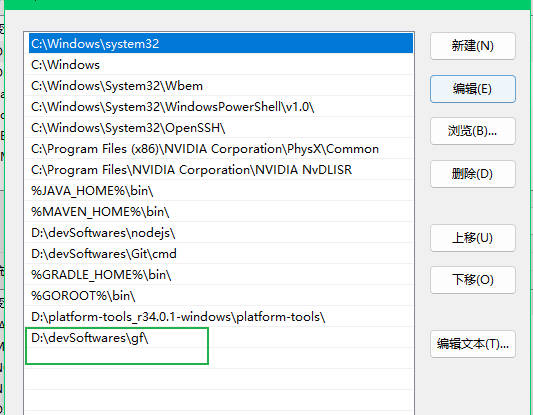 C:\Windows\system32
C:\Windows
C:\Windows\System32\Wbem
C:\Windows\System32\WindowsPowerShell\v1.0\
C:\Windows\System32\OpenSSH\
C:\Program Files (x86)\NVIDIA Corporation\PhysX\Common
C:\Program Files\NVIDIA Corporation\NVIDIA NvDLISR
%JAVA_HOME%\bin\
%MAVEN_HOME%\bin\
D:\devSoftwares\nodejs\
D:\devSoftwares\Git\cmd
%GRADLE_HOME%\bin\
%GOROOT%\bin\
D:\platform-tools_r34.0.1-windows\platform-tools\
D:\devSoftwares\gf\
新建(N)
编辑(E)
浏览(B)...
删除(D)
上移(U)
下移(O)
编辑文本(T)...